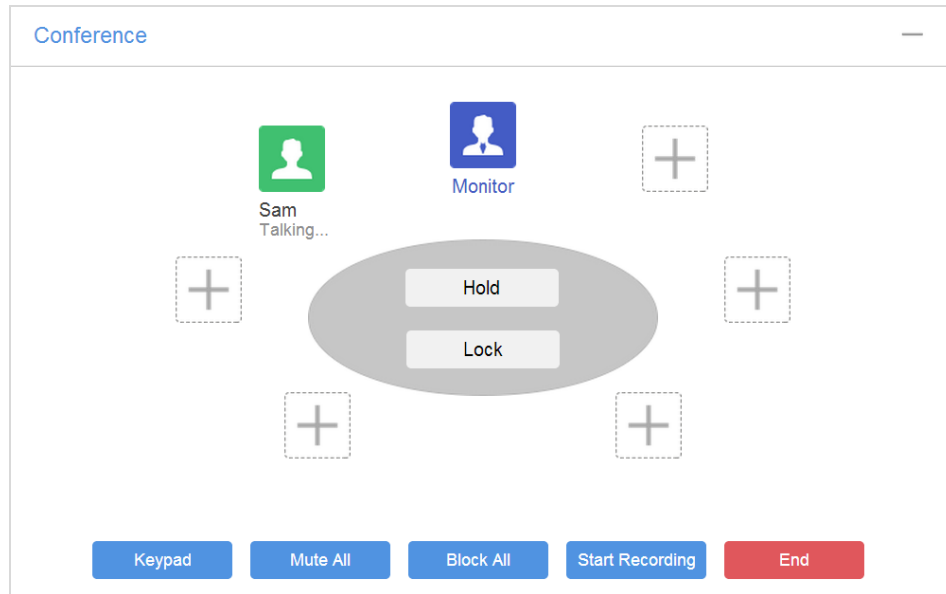 Conference
Monitor
Sam
Talking...
Hold
Lock
Keypad
Mute All
Block All
Start Recording
End